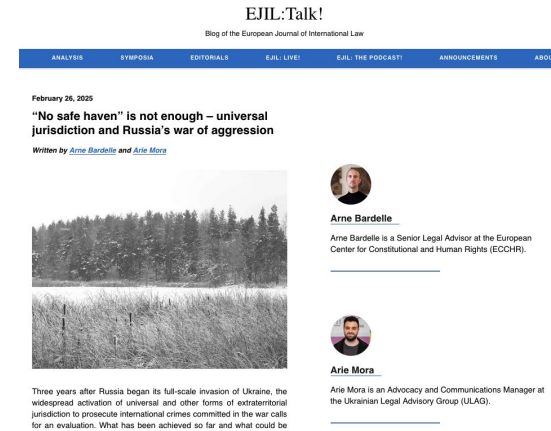 EJIL:Talk!
Blog of the European Journal of International Law
ANALYSIS SYMPOSIA EDITORIALS EJIL: LIVE! EJIL: THE PODCAST! ANNOUNCEMENTS ABOU
February 26, 2025
“No safe haven” is not enough – universal
jurisdiction and Russia’s war of aggression
Written by Arne Bardelle and Arie Mora
Three years after Russia began its full-scale invasion of Ukraine, the
widespread activation of universal and other forms of extraterritorial
jurisdiction to prosecute international crimes committed in the war calls
for an evaluation. What has been achieved so far and what could be
Arne Bardelle
Arne Bardelle is a Senior Legal Advisor at the European
Center for Constitutional and Human Rights (ECCHR).
Arie Mora
Arie Mora is an Advocacy and Communications Manager at
the Ukrainian Legal Advisory Group (ULAG).